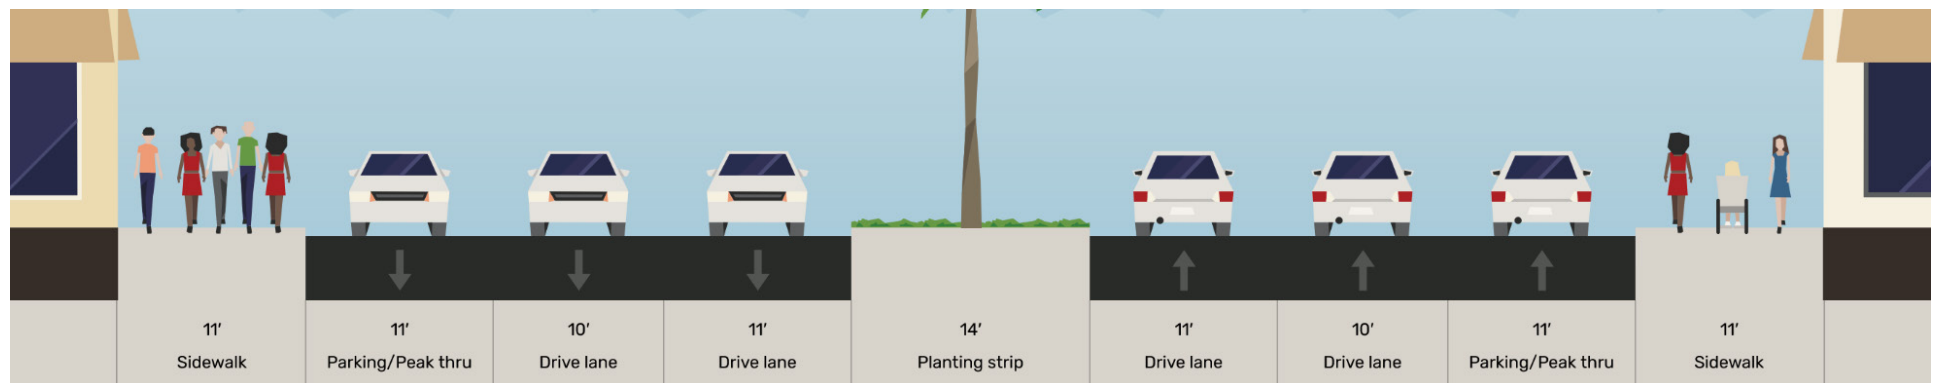 11′ 11′ 10′ 11′ 14′ 11′ 10′ 11′ 11′
Sidewalk Parking/Peak thru Drive lane Drive lane Planting strip Drive lane Drive lane Parking/Peak thru Sidewalk